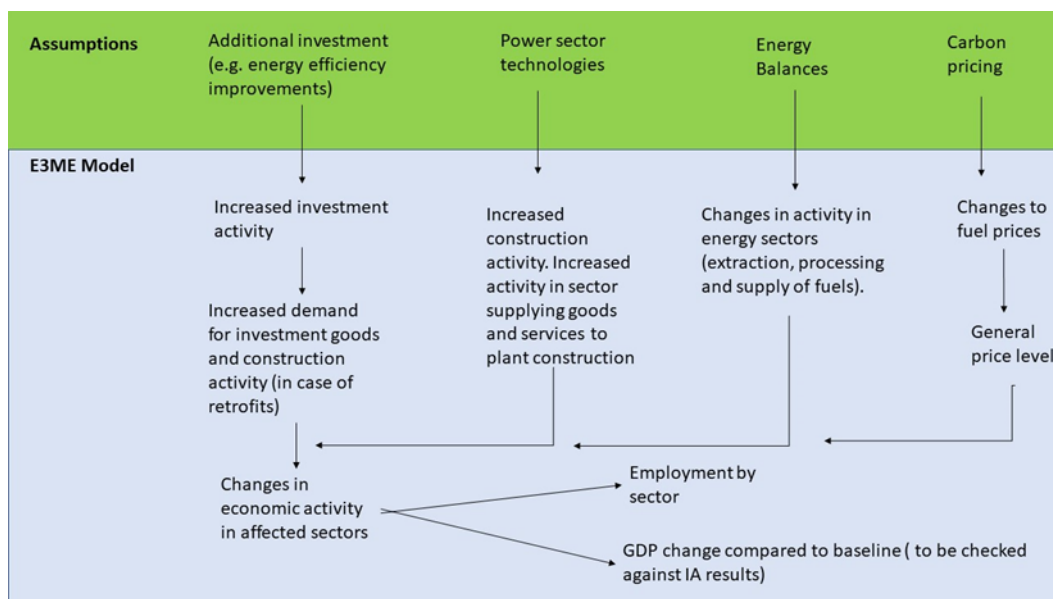 Assumptions
Additional investment
(e.g. energy efficiency
improvements)
Power sector
technologies
Energy
Balances
Carbon
pricing
E3ME Model
Increased investment
activity
Increased
construction
activity. Increased
activity in sector
supplying goods
and services to
plant construction
Changes in activity in
energy sectors
(extraction, processing
and supply of fuels).
Changes to
fuel prices
Increased demand
for investment goods
and construction
activity (in case of
retrofits)
General
price level
Changes in
economic activity
in affected sectors
Employment by
sector
GDP change compared to baseline ( to be checked
against IA results)